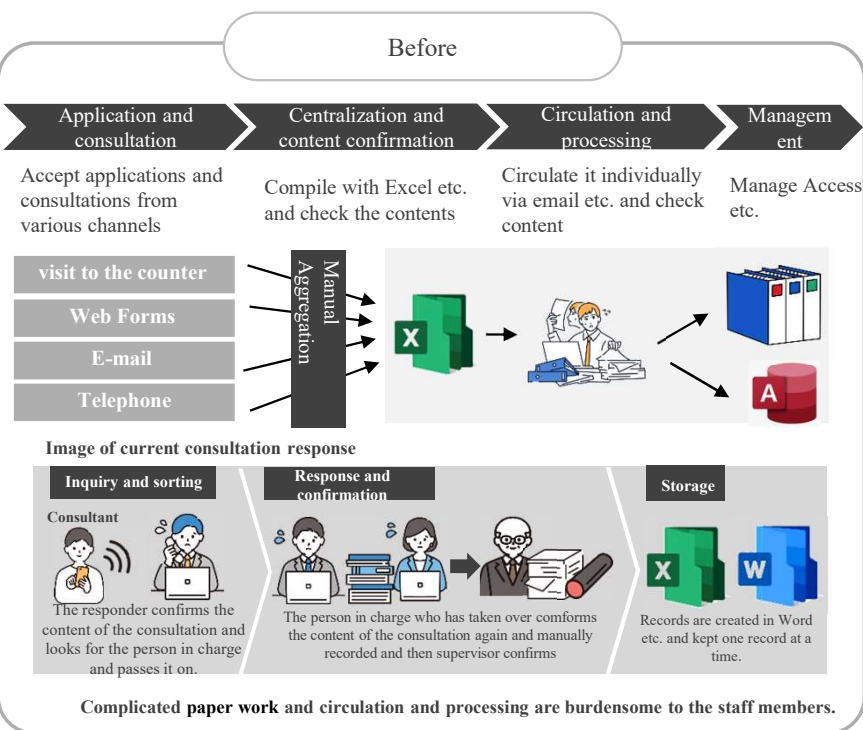 Before
Application and
consultation
Centralization and
content confirmation
Circulation and
processing
Managem
ent
Accept applications and
consultations from
various channels
Compile with Excel etc.
and check the contents
Circulate it individually
via email etc. and check
content
Manage Access
etc.
visit to the counter
Web Forms
E-mail
Telephone
Manual
Aggregation
X
A
Image of current consultation response
Inquiry and sorting
Consultant
The responder confirms the
content of the consultation and
looks for the person in charge
and passes it on.
Response and
confirmation
The person in charge who has taken over comforms
the content of the consultation again and manually
recorded and then supervisor confirms
Storage
X
W
Records are created in Word
etc. and kept one record at a
time.
Complicated paper work and circulation and processing are burdensome to the staff members.